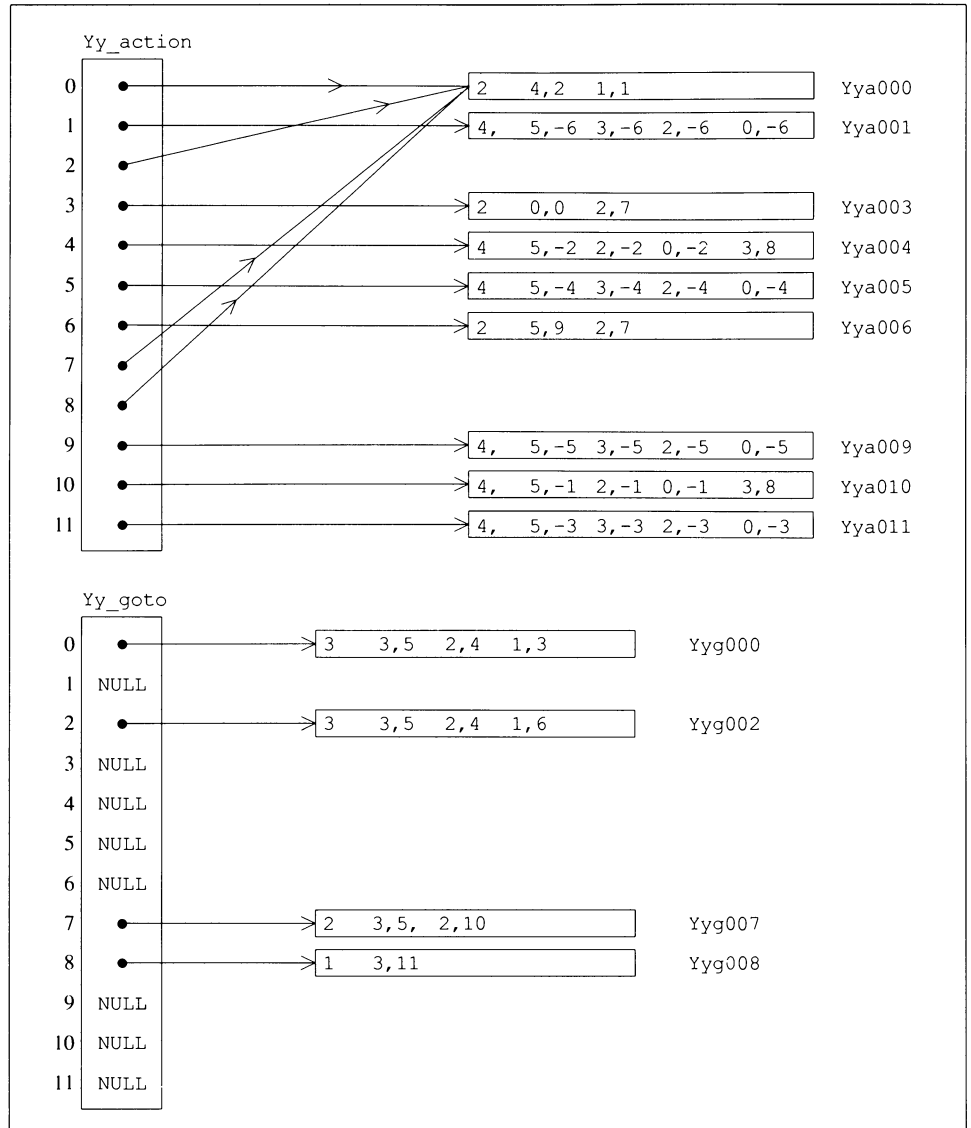 Yy_action
0 2 4,2 1,1 Yya000
1 4, 5,-6 3,-6 2,-6 0,-6 Yya001
2
3 2 0,0 2,7 Yya003
4 4 5,-2 2,-2 0,-2 3,8 Yya004
5 4 5,-4 3,-4 2,-4 0,-4 Yya005
6 2 5,9 2,7 Yya006
7
8
9 4, 5,-5 3,-5 2,-5 0,-5 Yya009
10 4, 5,-1 2,-1 0,-1 3,8 Yya010
11 4, 5,-3 3,-3 2,-3 0,-3 Yya011
Yy_goto
0 3 3,5 2,4 1,3 Yyg000
1 NULL
2 3 3,5 2,4 1,6 Yyg002
3 NULL
4 NULL
5 NULL
6 NULL
7 2 3,5, 2,10 Yyg007
8 1 3,11 Yyg008
9 NULL
10 NULL
11 NULL